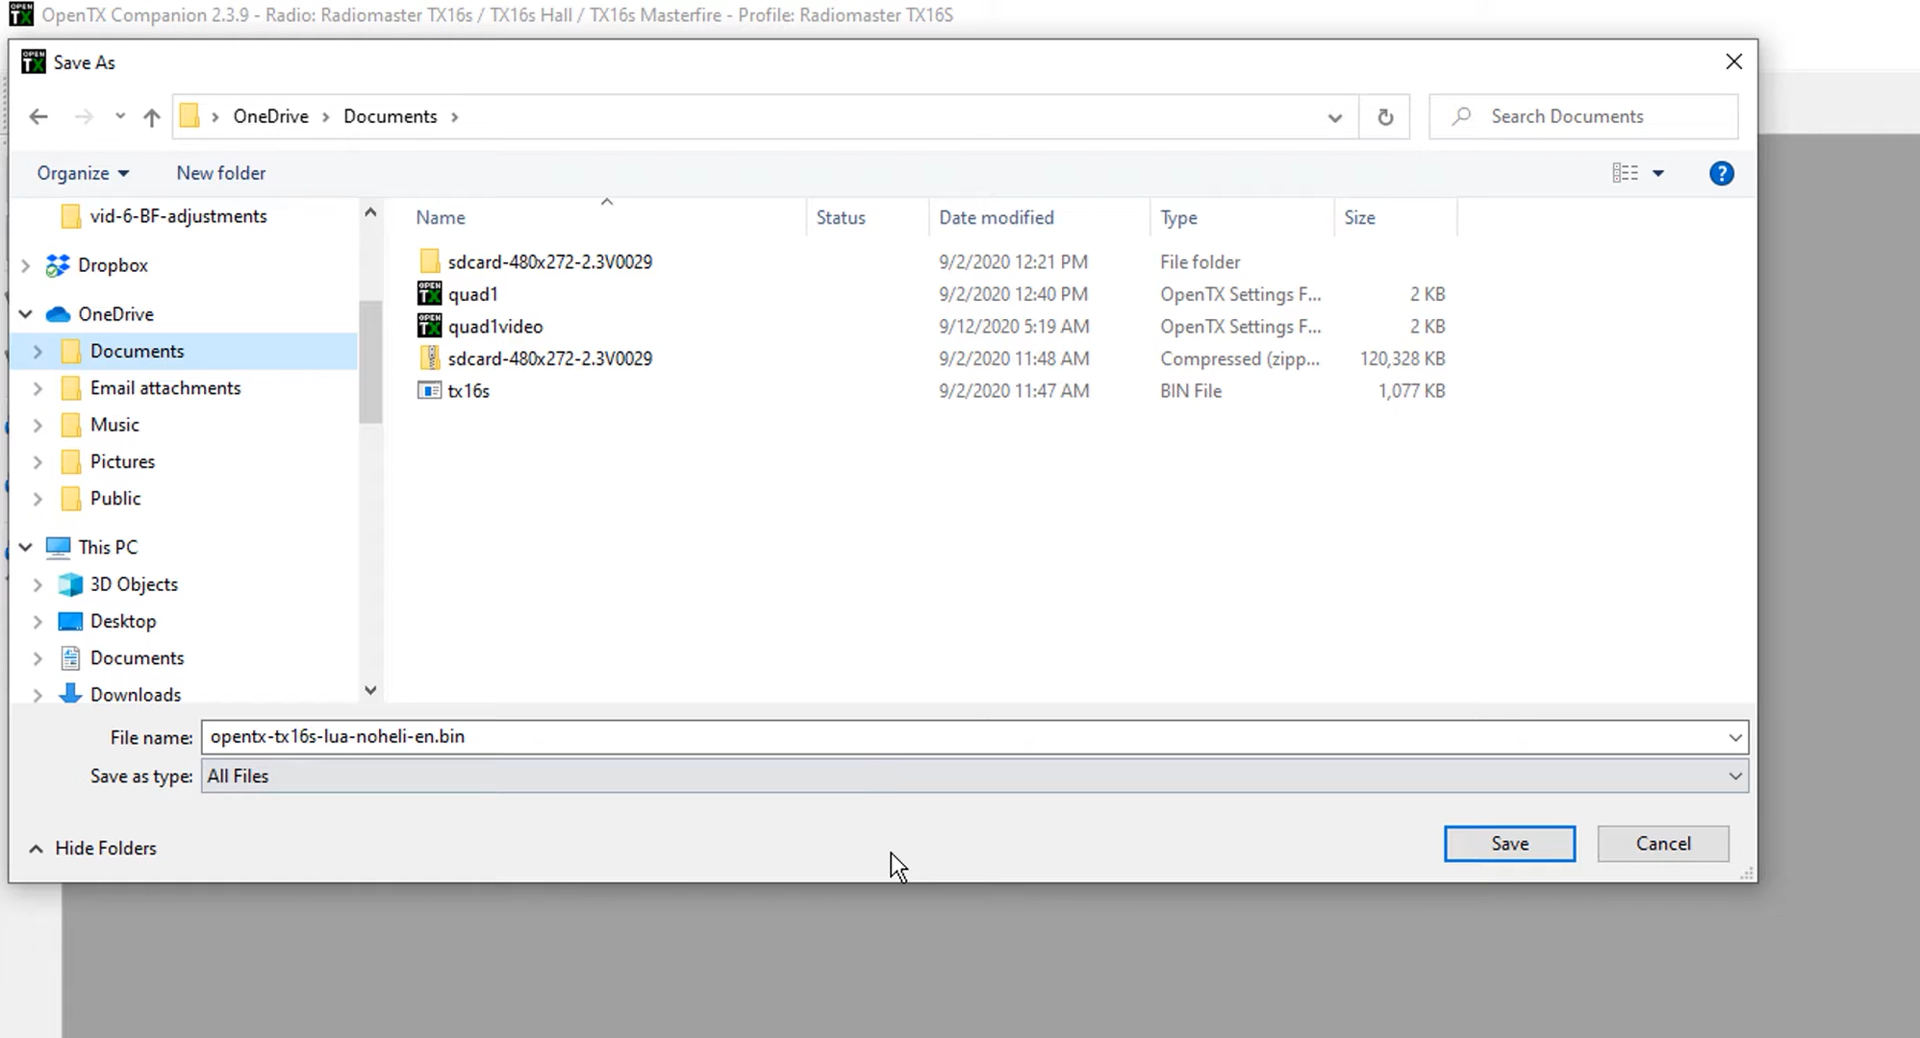 OpenTX Companion 2.3.9 - Radio: Radiomaster TX16s / TX16s Hall / TX16s Masterfire - Profile: Radiomaster TX16S
OPEN TX Save As
OneDrive > Documents >
Search Documents
Organize
New folder
?
vid-6-BF-adjustments
Dropbox
OneDrive
Documents
Email attachments
Music
Pictures
Public
This PC
3D Objects
Desktop
Documents
Downloads
Name Status Date modified Type Size
sdcard-480x272-2.3V0029 9/2/2020 12:21 PM File folder
OPEN TX quad1 9/2/2020 12:40 PM OpenTX Settings F... 2 KB
OPEN TX quad1video 9/12/2020 5:19 AM OpenTX Settings F... 2 KB
sdcard-480x272-2.3V0029 9/2/2020 11:48 AM Compressed (zipp... 120,328 KB
tx16s 9/2/2020 11:47 AM BIN File 1,077 KB
File name: opentx-tx16s-lua-noheli-en.bin
Save as type: All Files
Hide Folders
Save
Cancel